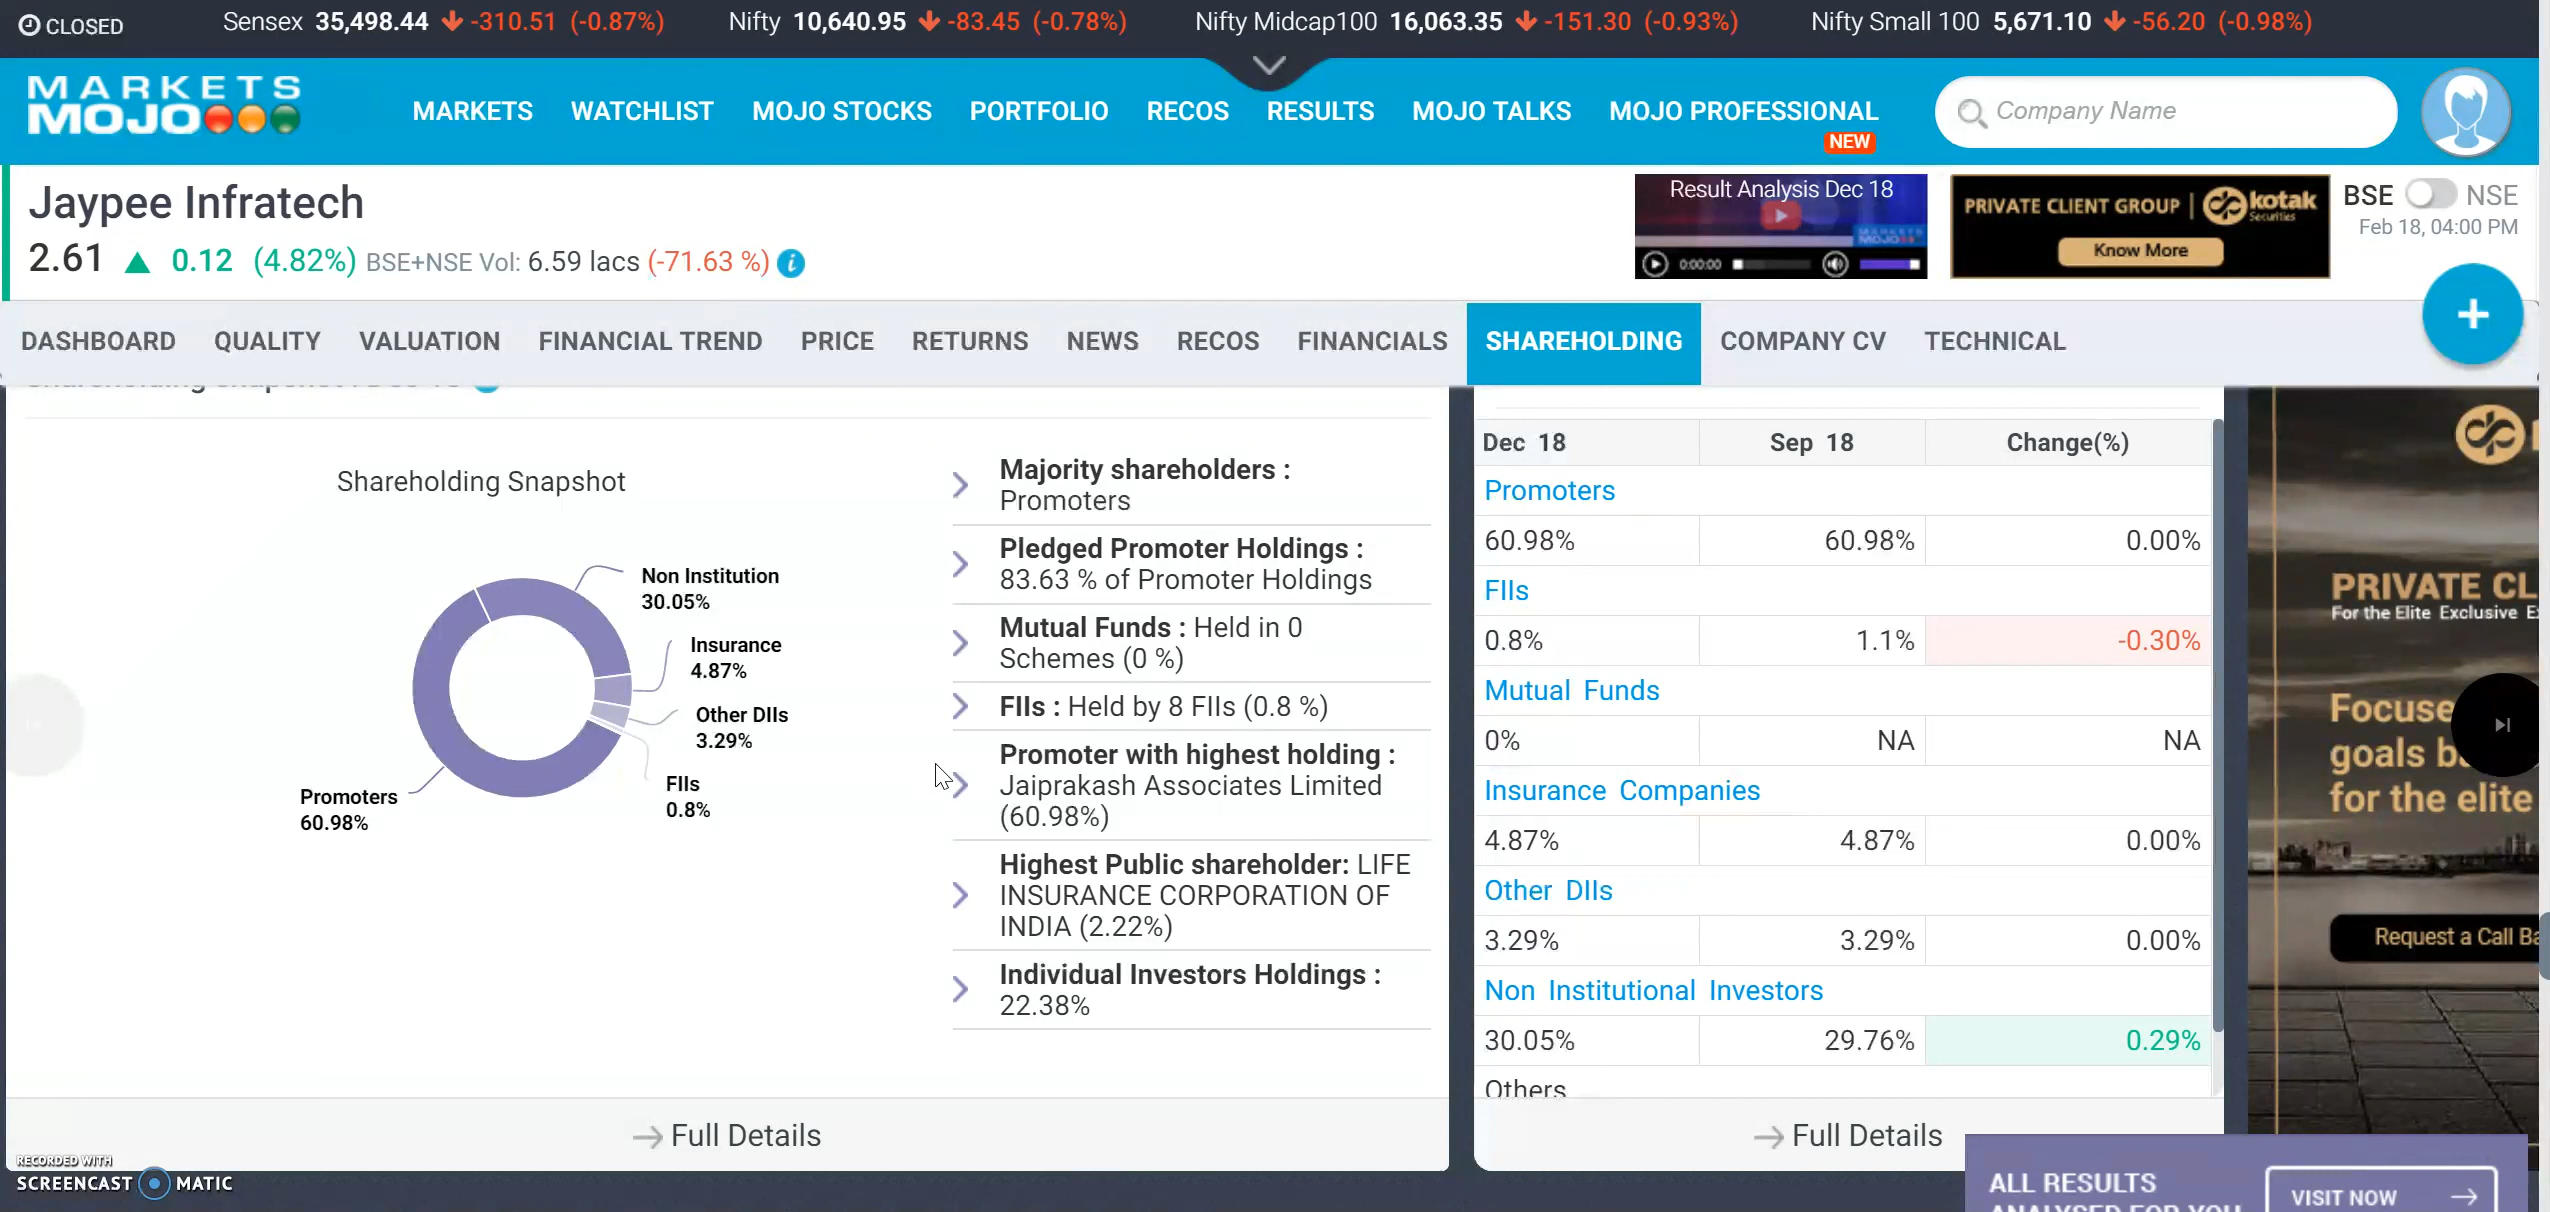 CLOSED
Sensex 35,498.44 -310.51 (-0.87%)
Nifty 10,640.95 -83.45 (-0.78%)
Nifty Midcap100 16,063.35 -151.30 (-0.93%)
Nifty Small 100 5,671.10 -56.20 (-0.98%)
MARKETS
MOJO
MARKETS WATCHLIST MOJO STOCKS PORTFOLIO RECOS RESULTS MOJO TALKS MOJO PROFESSIONAL
NEW
Company Name
Jaypee Infratech
2.61 ▲ 0.12 (4.82%) BSE+NSE Vol: 6.59 lacs (-71.63 %) i
Result Analysis Dec 18
MARKETS
MOJO
0:00:00
PRIVATE CLIENT GROUP | kotak
Securities
Know More
BSE NSE
Feb 18, 04:00 PM
+
DASHBOARD QUALITY VALUATION FINANCIAL TREND PRICE RETURNS NEWS RECOS FINANCIALS SHAREHOLDING COMPANY CV TECHNICAL
Shareholding Snapshot
Non Institution
30.05%
Insurance
4.87%
Other DIIs
3.29%
FIIs
0.8%
Promoters
60.98%
Majority shareholders :
Promoters
Pledged Promoter Holdings :
83.63 % of Promoter Holdings
Mutual Funds : Held in 0
Schemes (0 %)
FIIs : Held by 8 FIIs (0.8 %)
Promoter with highest holding :
Jaiprakash Associates Limited
(60.98%)
Highest Public shareholder: LIFE
INSURANCE CORPORATION OF
INDIA (2.22%)
Individual Investors Holdings :
22.38%
→ Full Details
Dec 18 Sep 18 Change(%)
Promoters
60.98% 60.98% 0.00%
FIIs
0.8% 1.1% -0.30%
Mutual Funds
0% NA NA
Insurance Companies
4.87% 4.87% 0.00%
Other DIIs
3.29% 3.29% 0.00%
Non Institutional Investors
30.05% 29.76% 0.29%
Others
→ Full Details
PRIVATE CL
For the Elite Exclusive
Focuse
goals
for the elite
Request a Call Ba
RECORDED WITH
SCREENCAST MATIC
ALL RESULTS
ANALYSED FOR YOU
VISIT NOW →